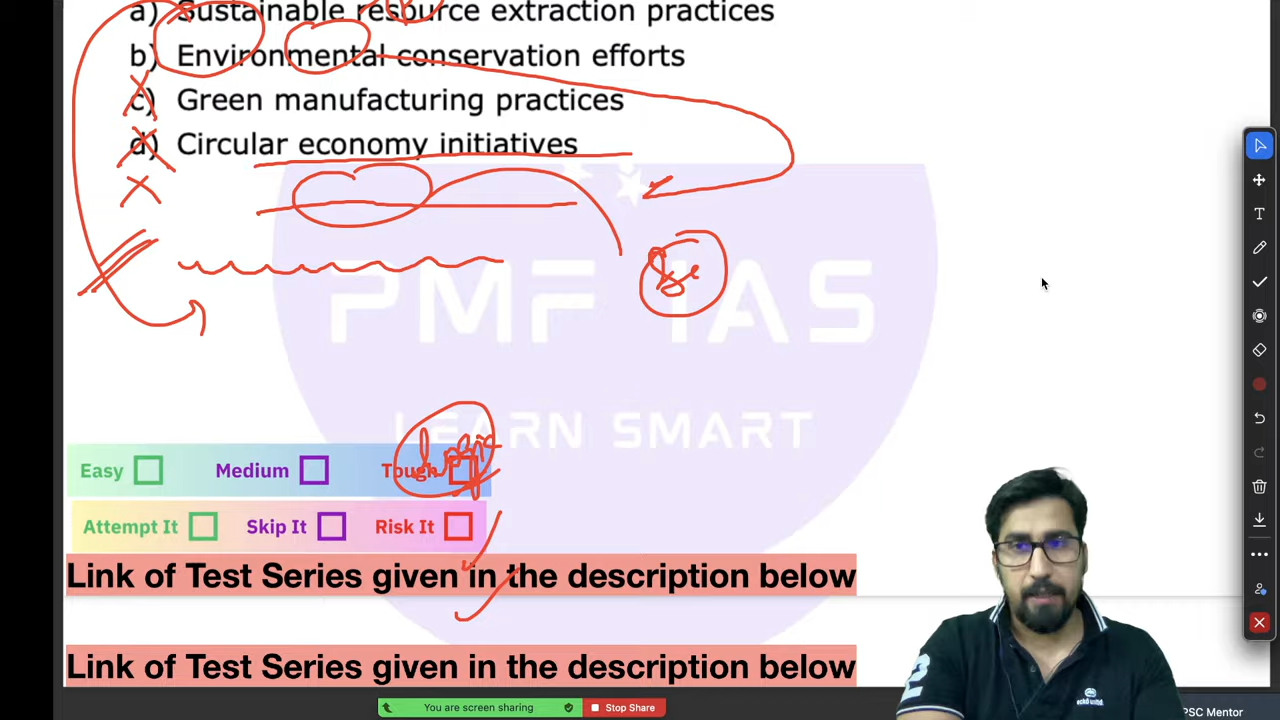 a) Sustainable resource extraction practices
b) Environmental conservation efforts
c) Green manufacturing practices
d) Circular economy initiatives
PMF IAS
LEARN SMART
Logic
Easy Medium Tough
Attempt It Skip It Risk It
Link of Test Series given in the description below
Link of Test Series given in the description below
2
You are screen sharing Stop Share
PSC Mentor